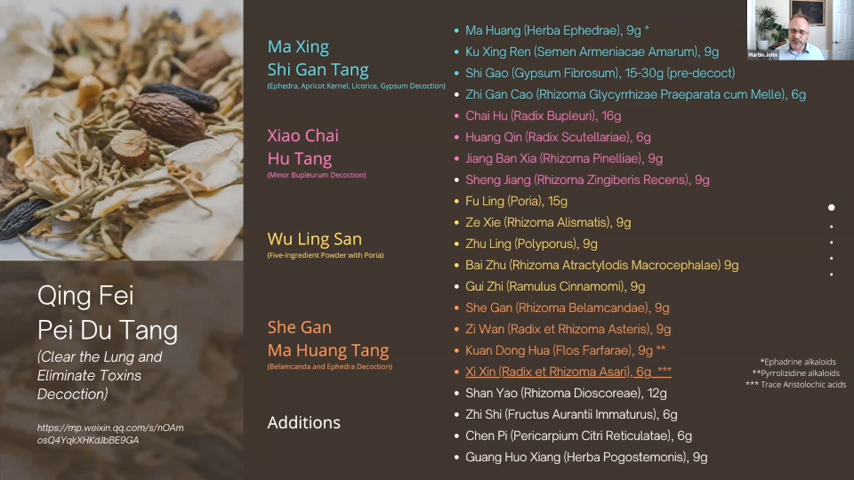 Qing Fei
Pei Du Tang
(Clear the Lung and
Eliminate Toxins
Decoction)
https://mp.weixin.qq.com/s/nOAm
osQ4YqkXHKdJbBE9GA
Ma Xing
Shi Gan Tang
(Ephedra, Apricot Kernel, Licorice, Gypsum Decoction)
Xiao Chai
Hu Tang
(Minor Bupleurum Decoction)
Wu Ling San
(Five-Ingredient Powder with Poria)
She Gan
Ma Huang Tang
(Belamcanda and Ephedra Decoction)
Additions
• Ma Huang (Herba Ephedrae), 9g *
• Ku Xing Ren (Semen Armeniacae Amarum), 9g
• Shi Gao (Gypsum Fibrosum), 15-30g (pre-decoct)
• Zhi Gan Cao (Rhizoma Glycyrrhizae Praeparata cum Melle), 6g
• Chai Hu (Radix Bupleuri), 16g
• Huang Qin (Radix Scutellariae), 6g
• Jiang Ban Xia (Rhizoma Pinelliae), 9g
• Sheng Jiang (Rhizoma Zingiberis Recens), 9g
• Fu Ling (Poria), 15g
• Ze Xie (Rhizoma Alismatis), 9g
• Zhu Ling (Polyporus), 9g
• Bai Zhu (Rhizoma Atractylodis Macrocephalae) 9g
• Gui Zhi (Ramulus Cinnamomi), 9g
• She Gan (Rhizoma Belamcandae), 9g
• Zi Wan (Radix et Rhizoma Asteris), 9g
• Kuan Dong Hua (Flos Farfarae), 9g **
• Xi Xin (Radix et Rhizoma Asari), 6g ***
• Shan Yao (Rhizoma Dioscoreae), 12g
• Zhi Shi (Fructus Aurantii Immaturus), 6g
• Chen Pi (Pericarpium Citri Reticulatae), 6g
• Guang Huo Xiang (Herba Pogostemonis), 9g
Martin John
*Ephadrine alkaloids
**Pyrrolizidine alkaloids
*** Trace Aristolochic acids